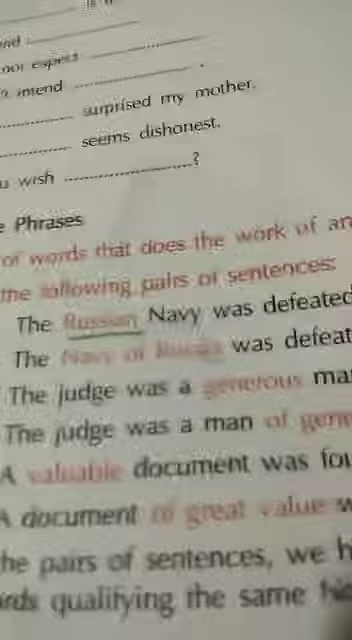 not expect
intend .
surprised my mother.
seems dishonest.
wish ?
Phrases
of words that does the work of an
the following pairs of sentences:
The Russian Navy was defeated
The Navy of Russia was defeat
The judge was a generous ma
The judge was a man of gene
A valuable document was fou
A document of great value w
he pairs of sentences, we h
ords qualifying the same